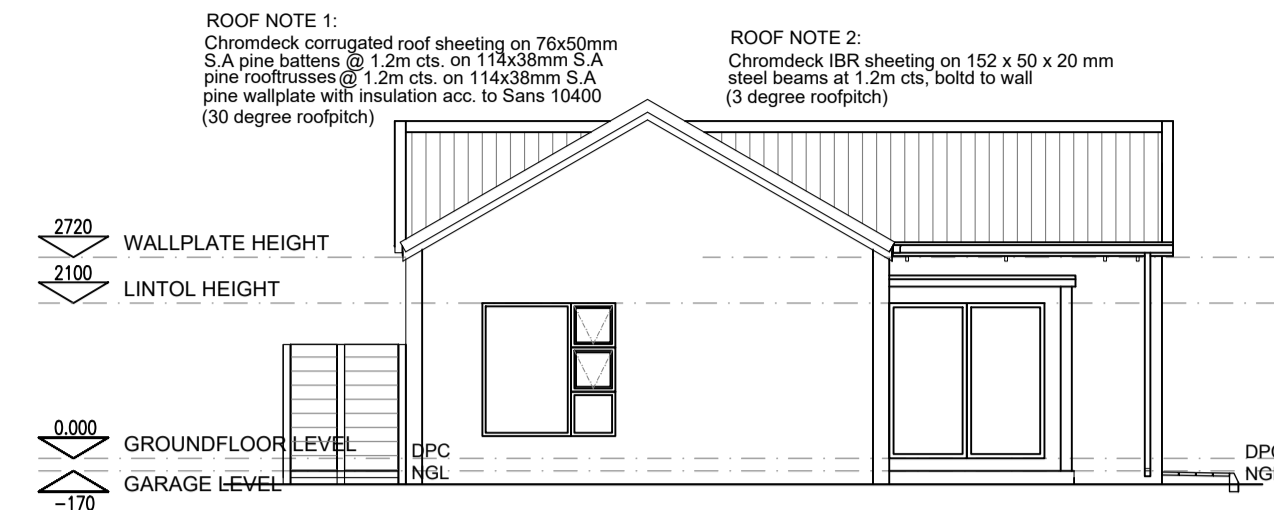 ROOF NOTE 1:
Chromdeck corrugated roof sheeting on 76x50mm
S.A pine battens @ 1.2m cts. on 114x38mm S.A
pine rooftrusses @ 1.2m cts. on 114x38mm S.A
pine wallplate with insulation acc. to Sans 10400
(30 degree roofpitch)
ROOF NOTE 2:
Chromdeck IBR sheeting on 152 x 50 x 20 mm
steel beams at 1.2m cts, boltd to wall
(3 degree roofpitch)
2720
WALLPLATE HEIGHT
2100
LINTOL HEIGHT
0.000
GROUNDFLOOR LEVEL
DPC
DPC
NGL
NGL
GARAGE LEVEL
-170